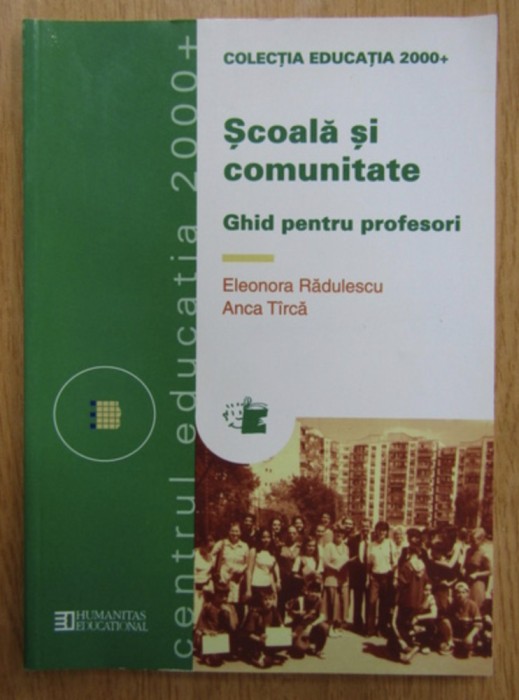 COLECȚIA EDUCAȚIA 2000+
Școală și
comunitate
Ghid pentru profesori
Eleonora Rădulescu
Anca Tîrcă
centrul educatia 2000+
HUMANITAS
EDUCATIONAL